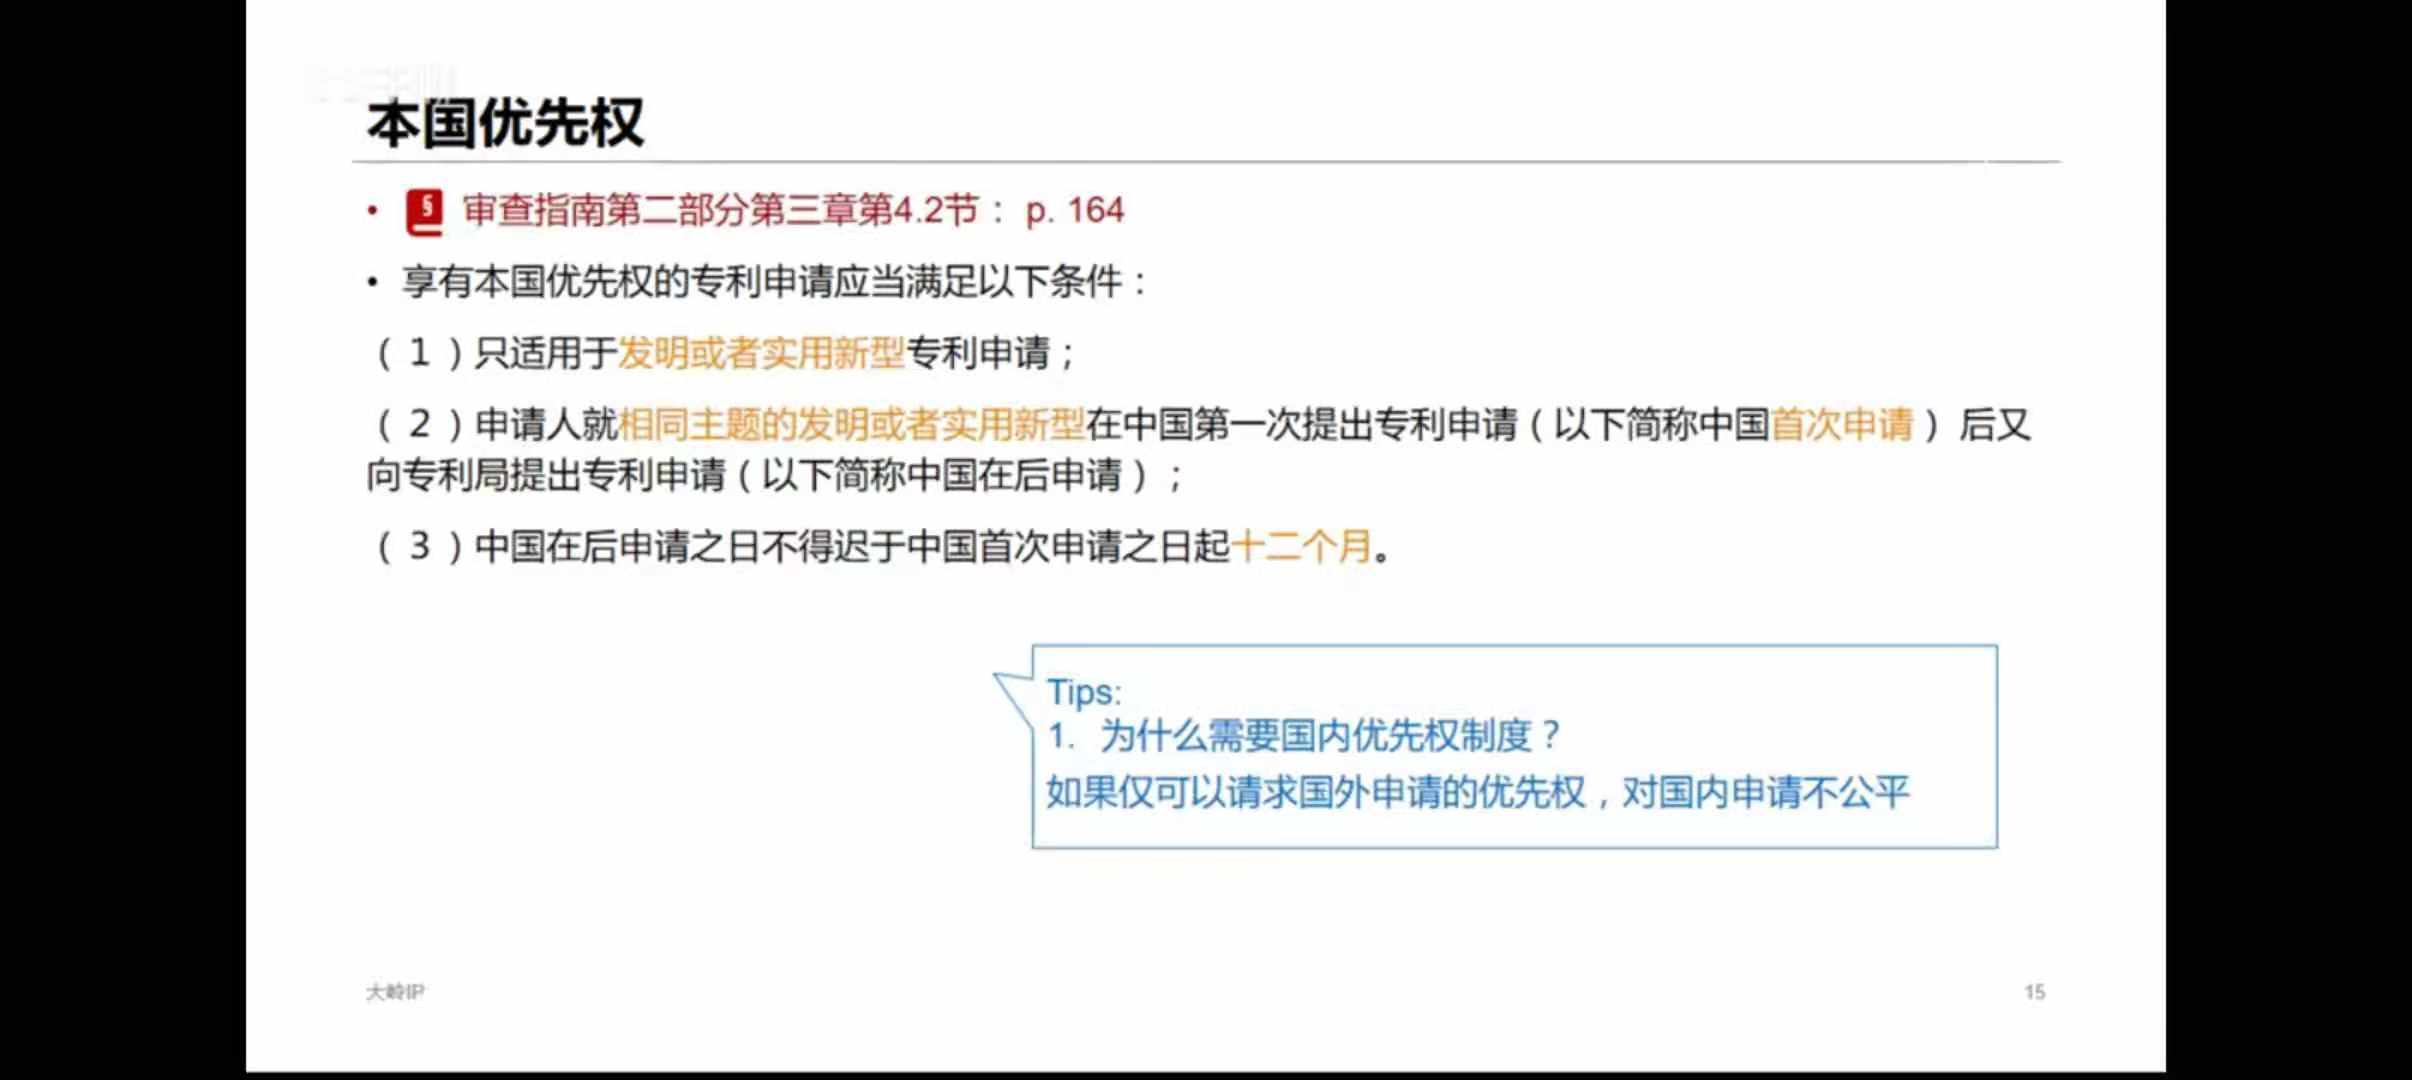 本国优先权
• § 审查指南第二部分第三章第4.2节： p. 164
• 享有本国优先权的专利申请应当满足以下条件：
（1）只适用于发明或者实用新型专利申请；
（2）申请人就相同主题的发明或者实用新型在中国第一次提出专利申请（以下简称中国首次申请）后又
向专利局提出专利申请（以下简称中国在后申请）；
（3）中国在后申请之日不得迟于中国首次申请之日起十二个月。
Tips:
1. 为什么需要国内优先权制度？
如果仅可以请求国外申请的优先权，对国内申请不公平
大岭IP
15